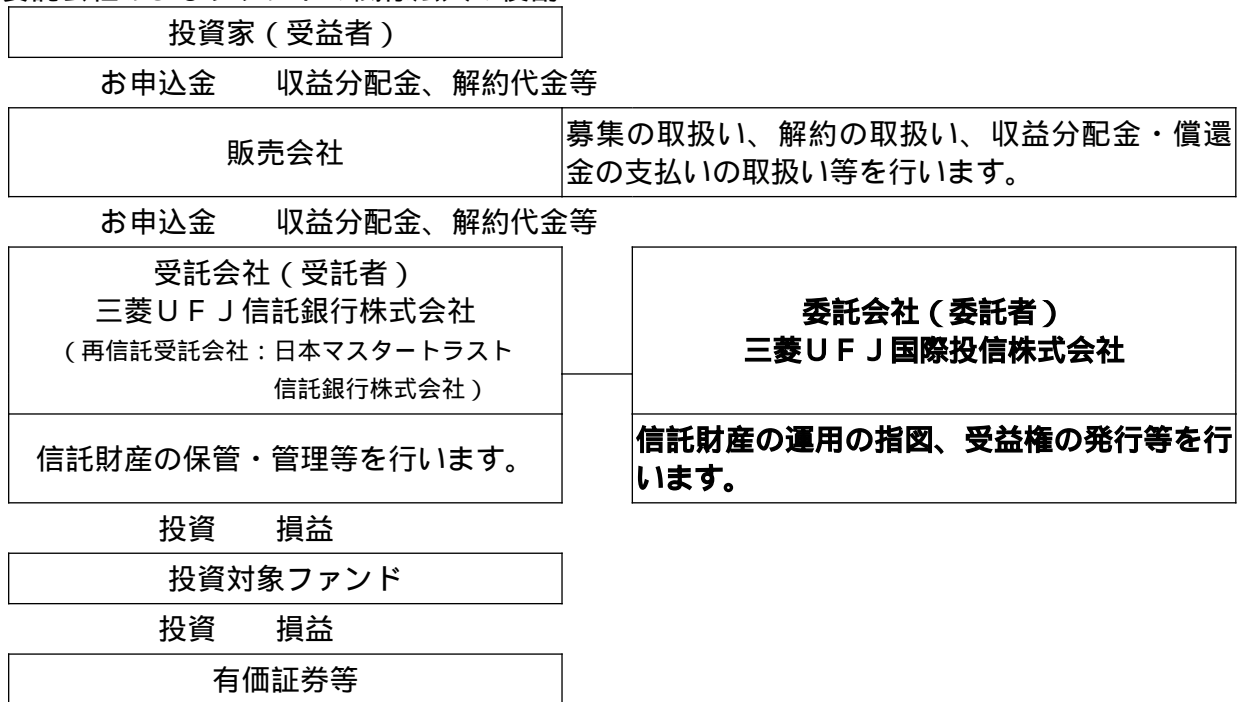 投資家（受益者）
お申込金　　収益分配金、解約代金等
販売会社
募集の取扱い、解約の取扱い、収益分配金・償還
金の支払いの取扱い等を行います。
お申込金　　収益分配金、解約代金等
受託会社（受託者）
三菱ＵＦＪ信託銀行株式会社
（再信託受託会社：日本マスタートラスト
信託銀行株式会社）
委託会社（委託者）
三菱ＵＦＪ国際投信株式会社
信託財産の保管・管理等を行います。
信託財産の運用の指図、受益権の発行等を行
います。
投資　　損益
投資対象ファンド
投資　　損益
有価証券等